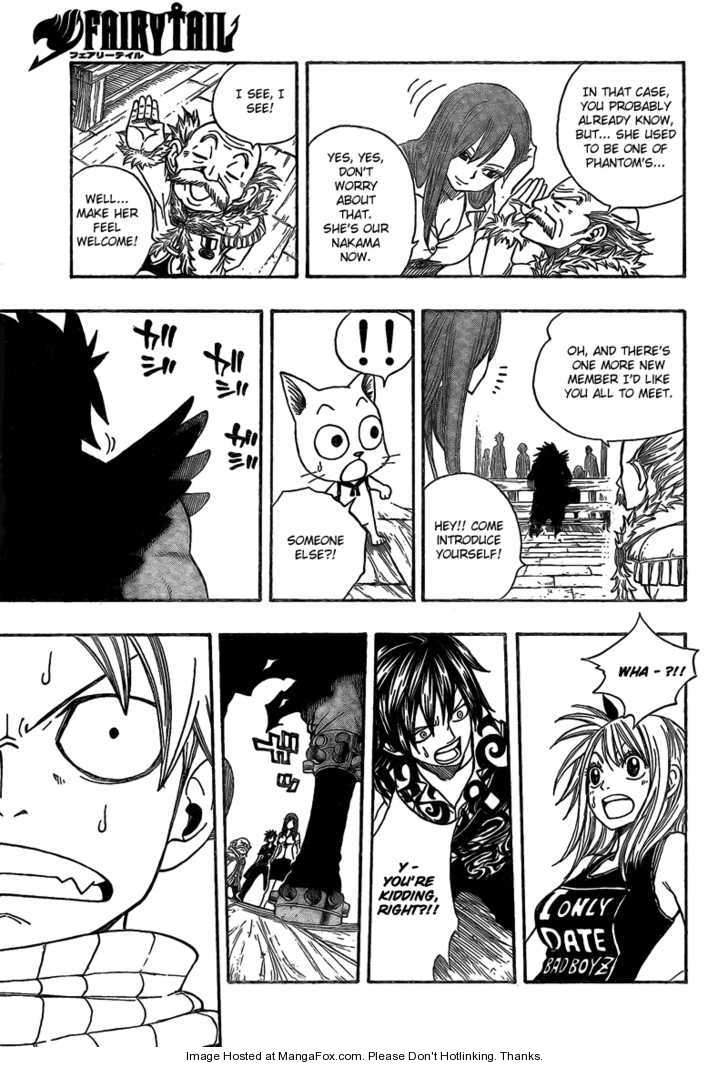 FAIRY TAIL
フェアリーテイル
IN THAT CASE,
YOU PROBABLY
ALREADY KNOW,
BUT... SHE USED
TO BE ONE OF
PHANTOM'S...
YES, YES,
DON'T
WORRY
ABOUT
THAT.
SHE'S OUR
NAKAMA
NOW.
I SEE, I
SEE!
WELL...
MAKE HER
FEEL
WELCOME!
OH, AND THERE'S
ONE MORE NEW
MEMBER I'D LIKE
YOU ALL TO MEET.
HEY!! COME
INTRODUCE
YOURSELF!
!!
SOMEONE
ELSE?!
ザッ
ザッ
ザッ
WHA - ?!!
I ONLY
DATE
BAD BOYZ
Y -
YOU'RE
KIDDING,
RIGHT?!!
Image Hosted at MangaFox.com. Please Don't Hotlinking. Thanks.